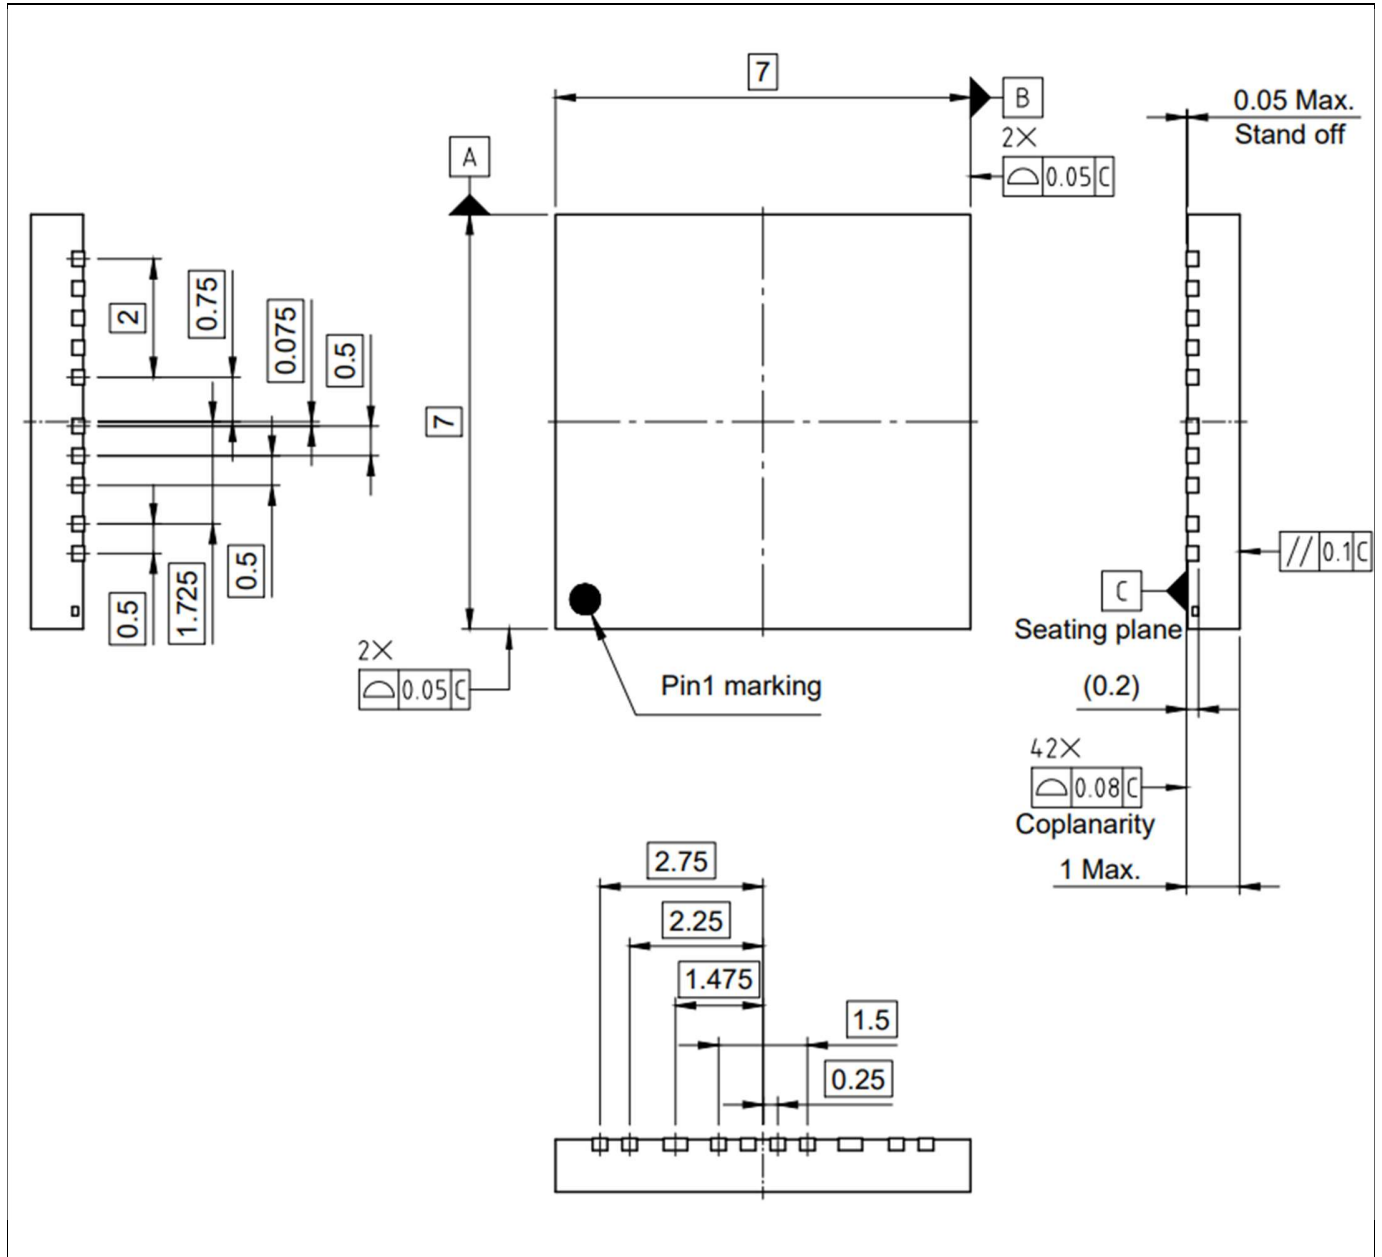 7
B
2X
⌓ 0.05 C
0.05 Max.
Stand off
A
2
0.75
0.075
0.5
7
0.5
1.725
0.5
2X
⌓ 0.05 C
Pin1 marking
// 0.1 C
C
Seating plane
(0.2)
42X
⌓ 0.08 C
Coplanarity
1 Max.
2.75
2.25
1.475
1.5
0.25